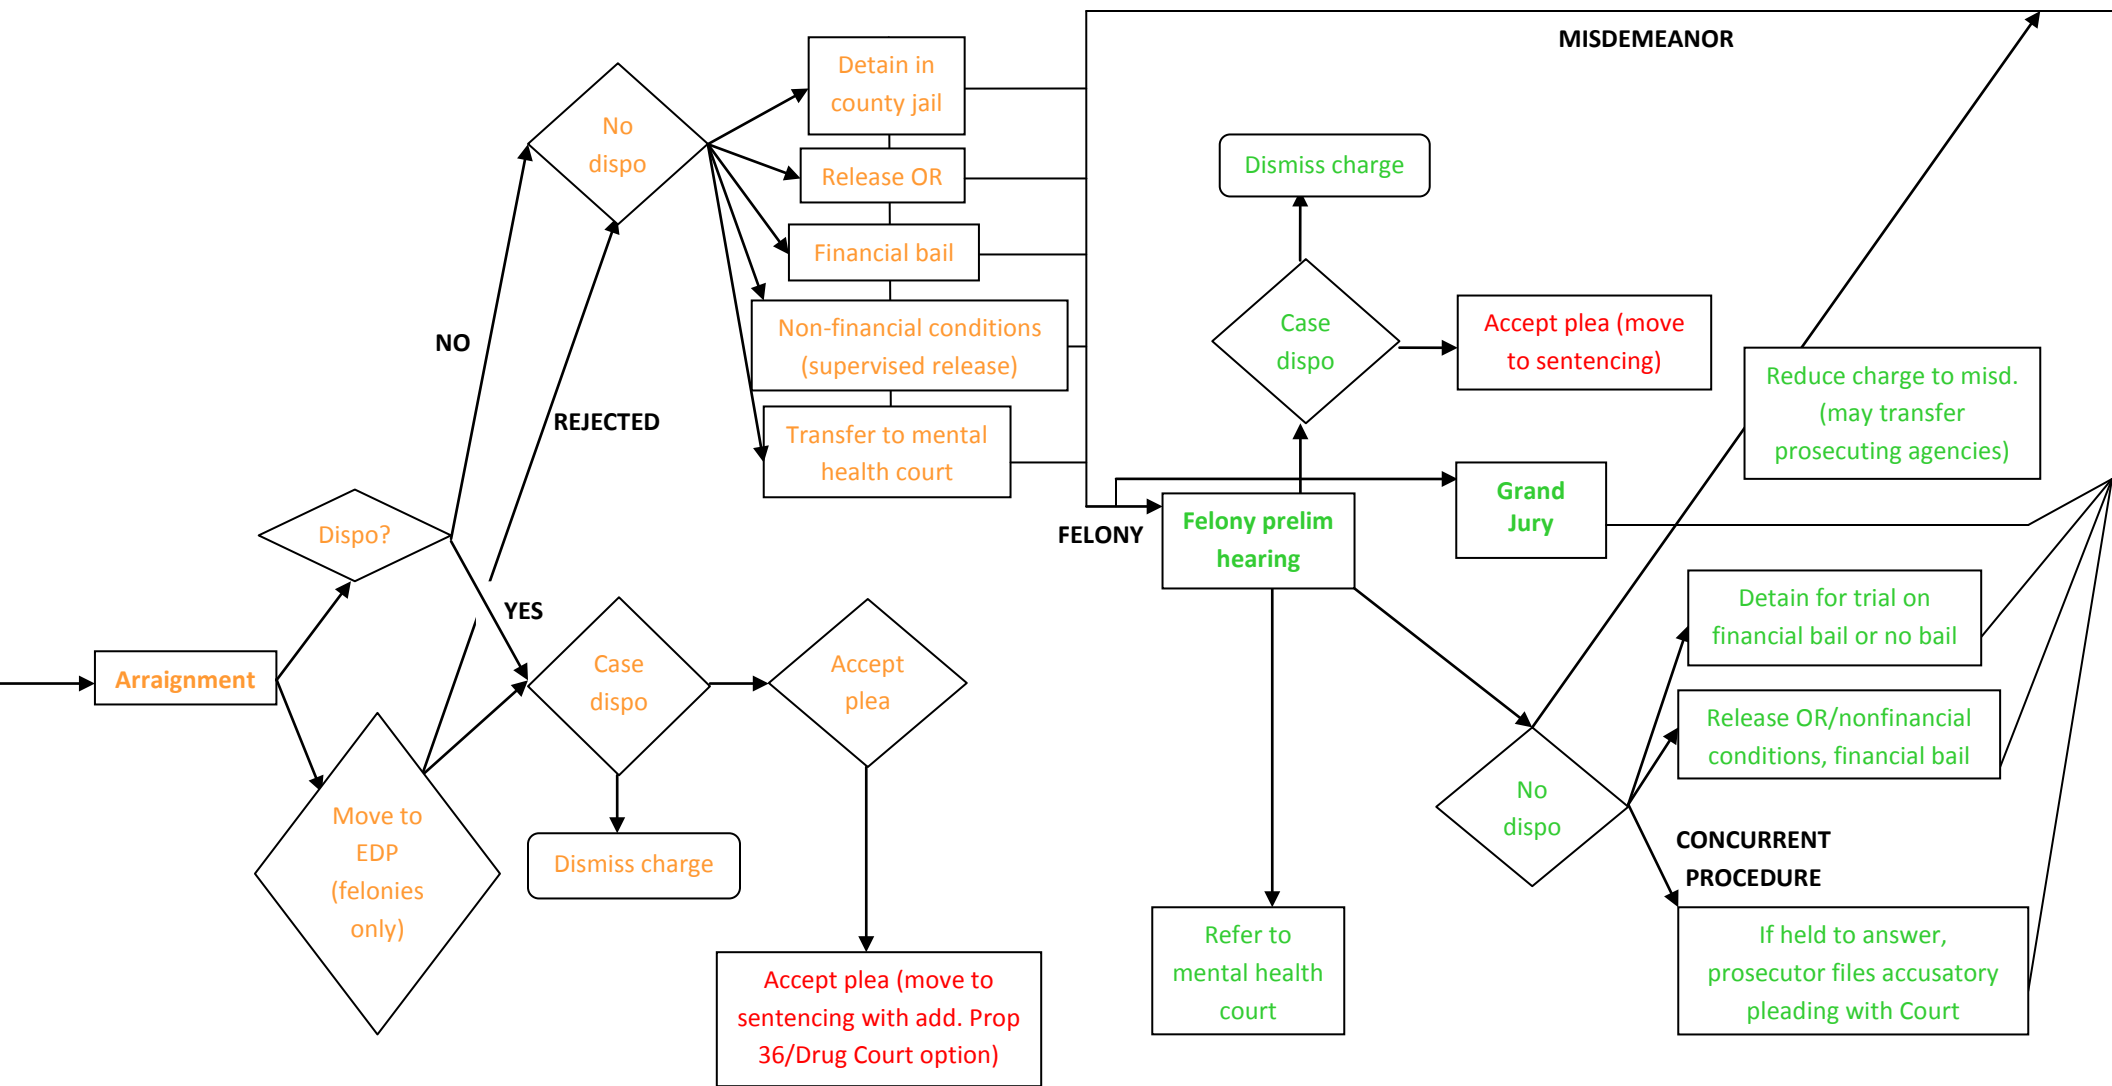 MISDEMEANOR
Detain in
county jail
No
dispo
Release OR
Financial bail
Non-financial conditions
(supervised release)
Transfer to mental
health court
NO
REJECTED
Dispo?
YES
Arraignment
Move to
EDP
(felonies
only)
Case
dispo
Accept
plea
Dismiss charge
Accept plea (move to
sentencing with add. Prop
36/Drug Court option)
FELONY
Felony prelim
hearing
Dismiss charge
Case
dispo
Accept plea (move
to sentencing)
Grand
Jury
Refer to
mental health
court
Reduce charge to misd.
(may transfer
prosecuting agencies)
No
dispo
Detain for trial on
financial bail or no bail
Release OR/nonfinancial
conditions, financial bail
CONCURRENT
PROCEDURE
If held to answer,
prosecutor files accusatory
pleading with Court